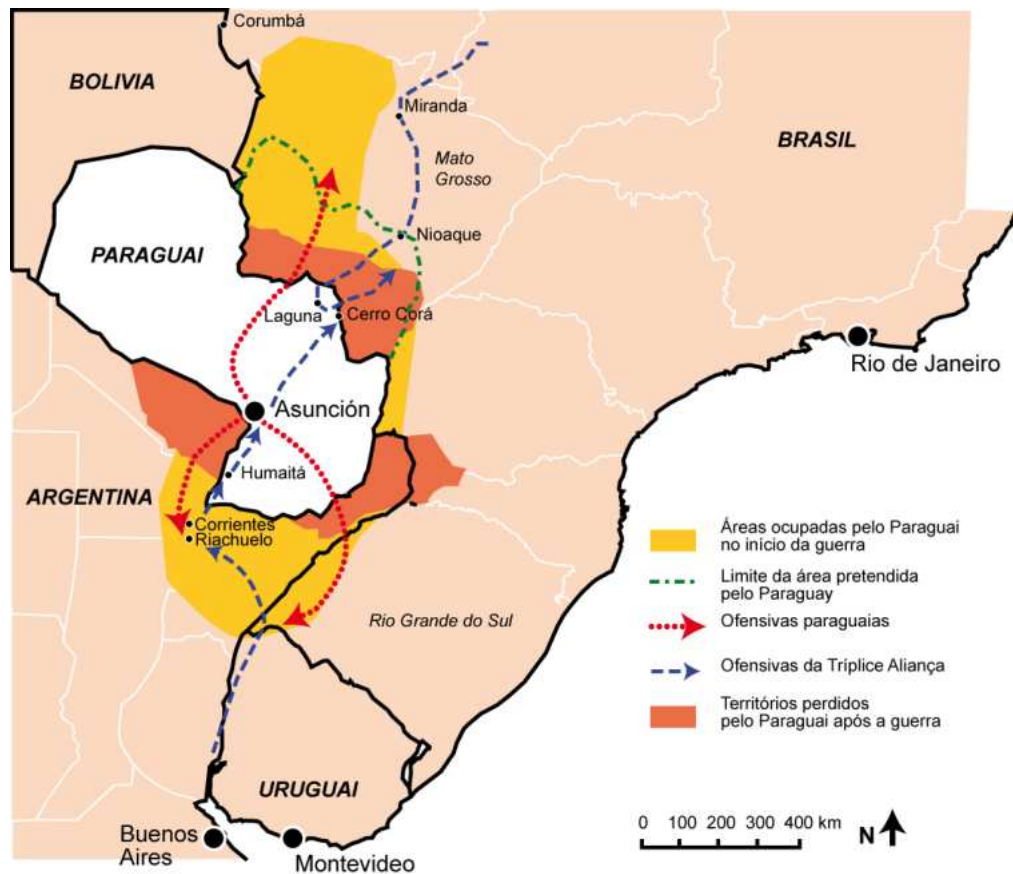 Corumbá
BOLIVIA
Miranda
BRASIL
Mato
Grosso
Nioaque
PARAGUAI
Laguna
Cerro Corá
Rio de Janeiro
Asunción
Humaitá
ARGENTINA
Corrientes
Riachuelo
Rio Grande do Sul
Áreas ocupadas pelo Paraguai
no início da guerra
Limite da área pretendida
pelo Paraguay
Ofensivas paraguaias
Ofensivas da Tríplice Aliança
Territórios perdidos
pelo Paraguai após a guerra
URUGUAI
Buenos
Aires
Montevideo
0 100 200 300 400 km
N